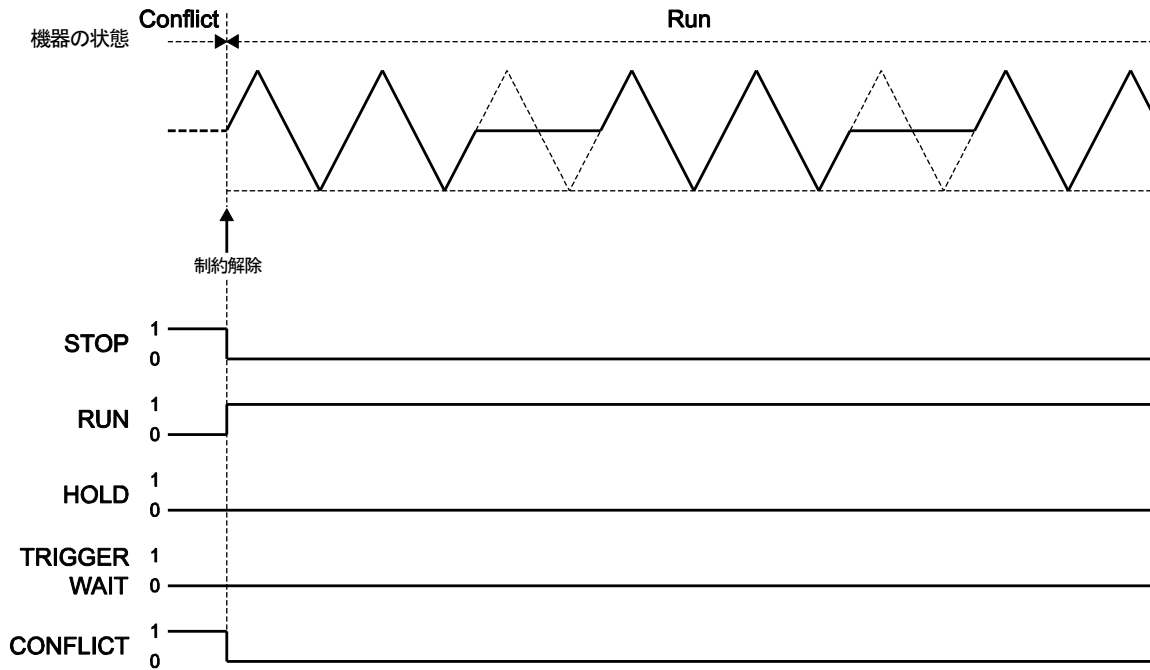 Conflict
Run
機器の状態
制約解除
STOP
1
0
RUN
1
0
HOLD
1
0
TRIGGER
WAIT
1
0
CONFLICT
1
0